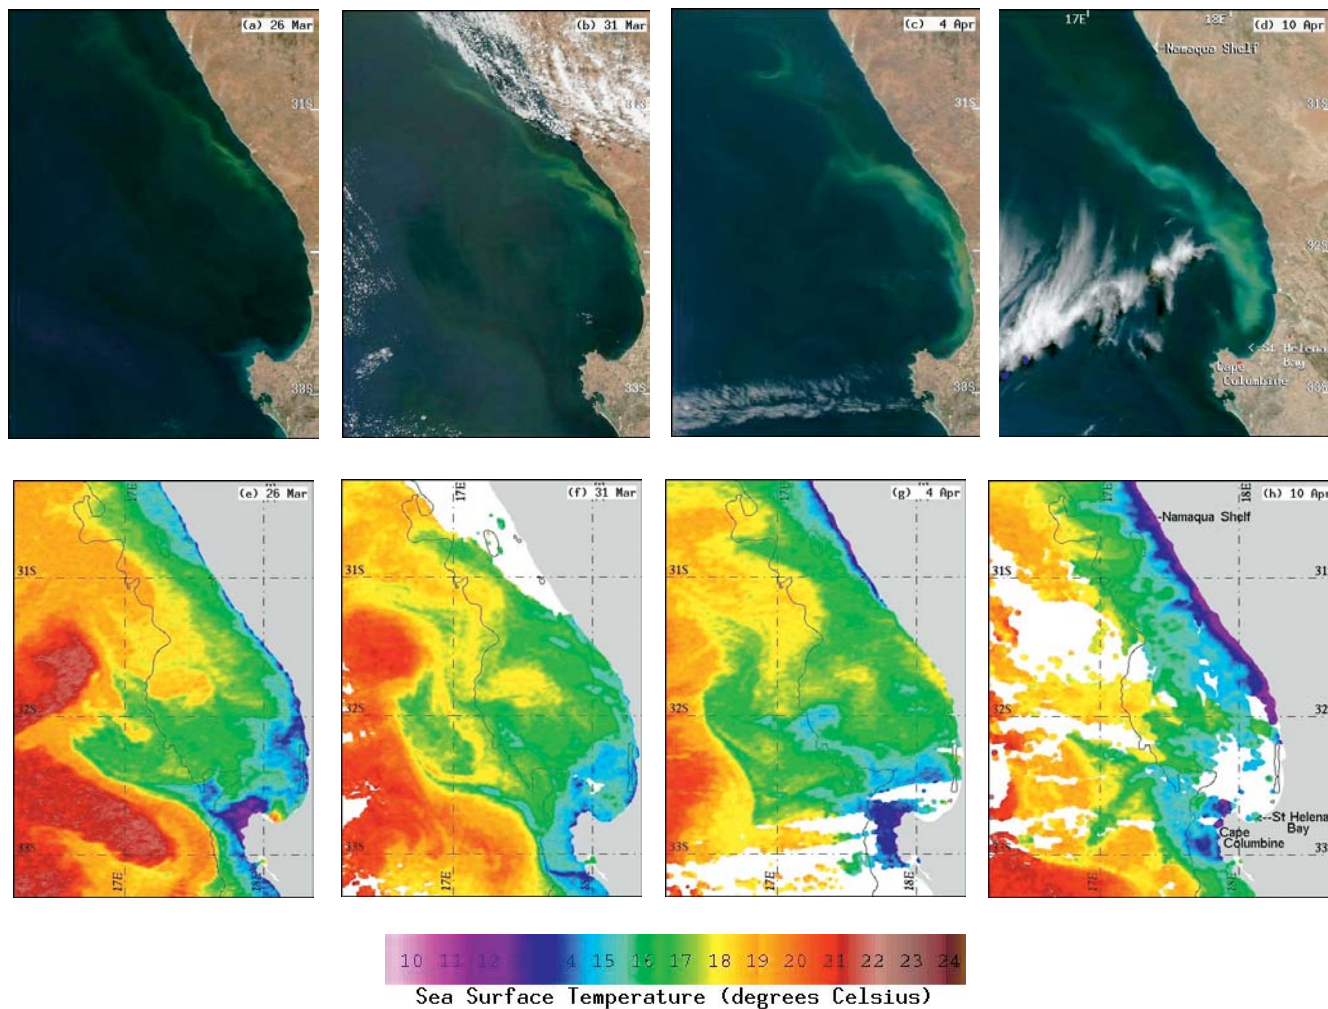 (a) 26 Mar
31S
33S
(b) 31 Mar
31S
33S
(c) 4 Apr
31S
33S
17E 18E
(d) 10 Apr
-Namaqua Shelf
31S
32S
<-St Helena
Bay
Cape
Columbine
33S
17E
(e) 26 Mar
31S
32S
33S
17E
18E
17E
(f) 31 Mar
31S
32S
33S
17E
18E
(g) 4 Apr
31S
32S
33S
17E
18E
17E
18E
(h) 10 Apr
-Namaqua Shelf
31S
31
32S
32
<--St Helena
Bay
Cape
Columbine
33S
33
17E
18E
10 11 12 4 15 16 17 18 19 20 21 22 23 24
Sea Surface Temperature (degrees Celsius)